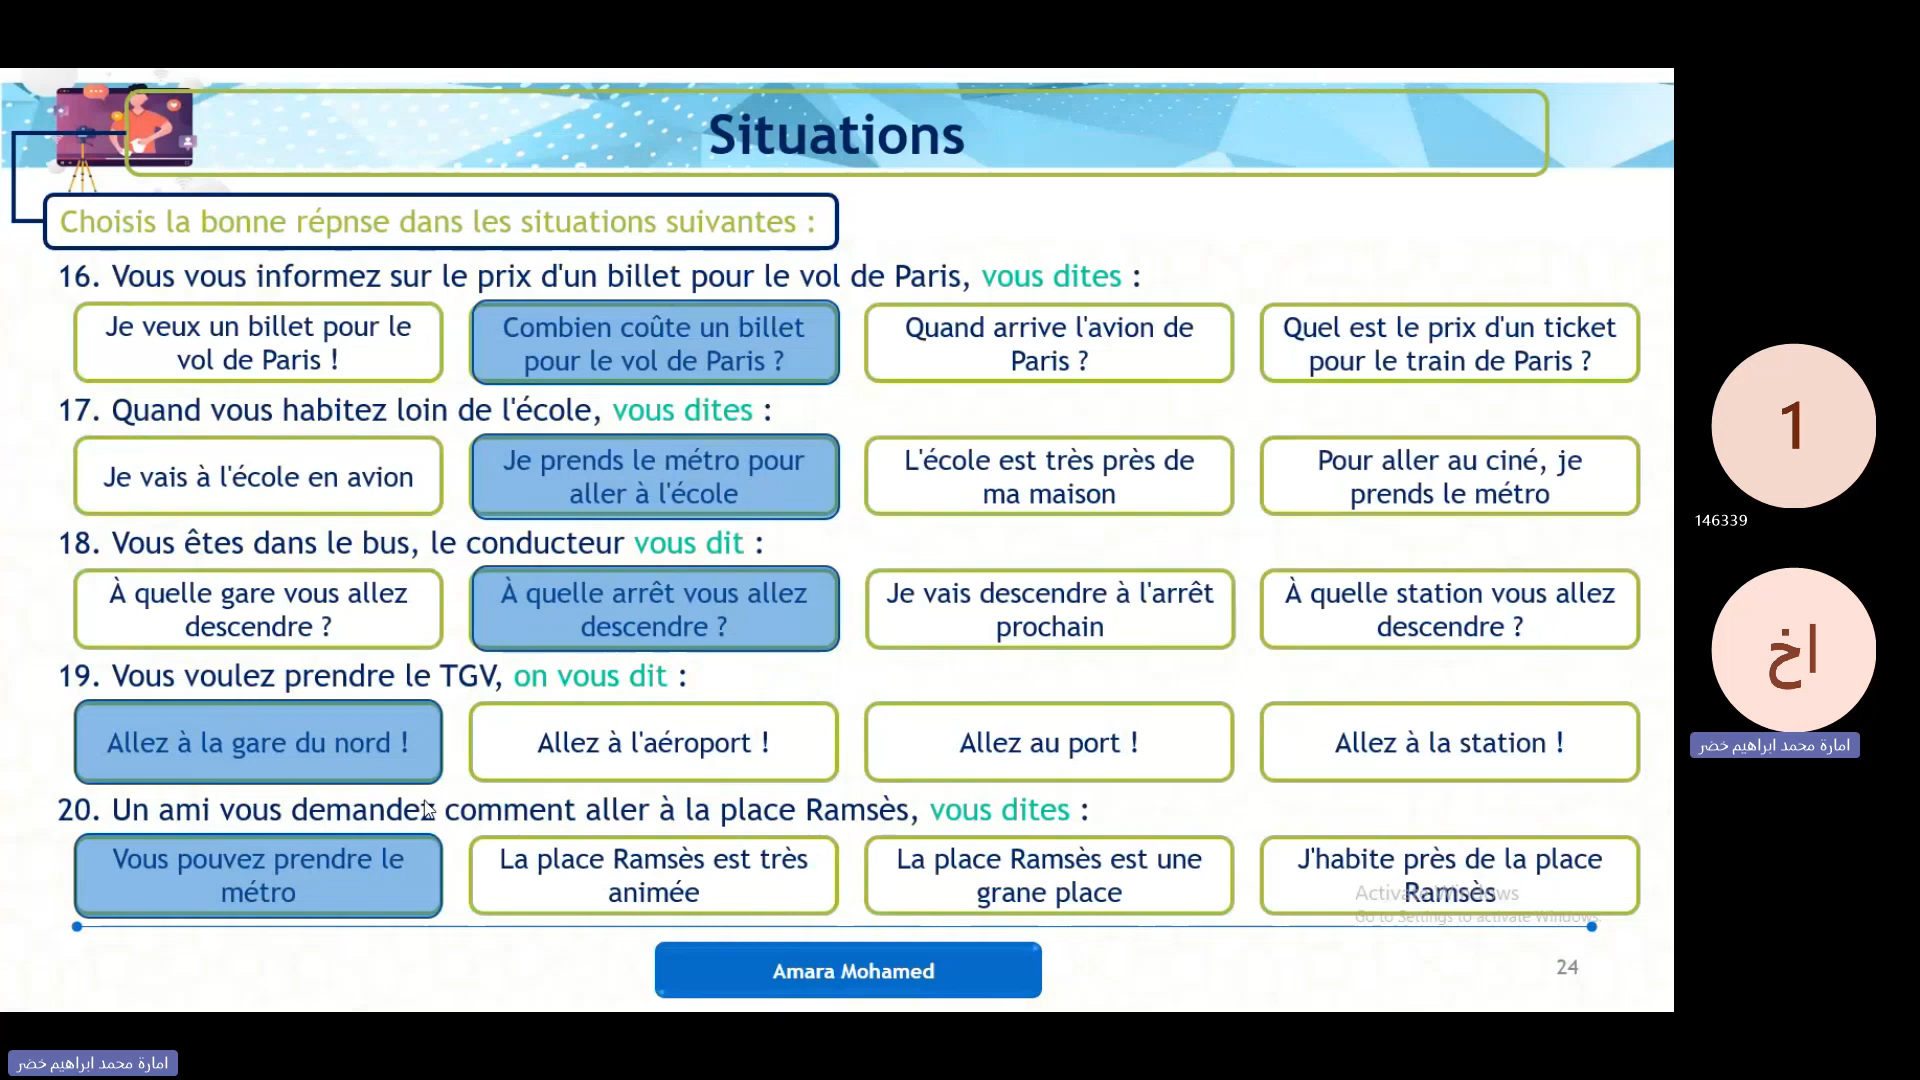 Situations
Choisis la bonne répnse dans les situations suivantes :
16. Vous vous informez sur le prix d'un billet pour le vol de Paris, vous dites :
Je veux un billet pour le
vol de Paris !
Combien coûte un billet
pour le vol de Paris ?
Quand arrive l'avion de
Paris ?
Quel est le prix d'un ticket
pour le train de Paris ?
17. Quand vous habitez loin de l'école, vous dites :
Je vais à l'école en avion
Je prends le métro pour
aller à l'école
L'école est très près de
ma maison
Pour aller au ciné, je
prends le métro
18. Vous êtes dans le bus, le conducteur vous dit :
À quelle gare vous allez
descendre ?
À quelle arrêt vous allez
descendre ?
Je vais descendre à l'arrêt
prochain
À quelle station vous allez
descendre ?
19. Vous voulez prendre le TGV, on vous dit :
Allez à la gare du nord !
Allez à l'aéroport !
Allez au port !
Allez à la station !
20. Un ami vous demandez comment aller à la place Ramsès, vous dites :
Vous pouvez prendre le
métro
La place Ramsès est très
animée
La place Ramsès est une
grane place
J'habite près de la place
Ramsès
Activate Windows
Go to Settings to activate Windows.
Amara Mohamed
24
1
146339
اخ
امارة محمد ابراهيم خضر
امارة محمد ابراهيم خضر